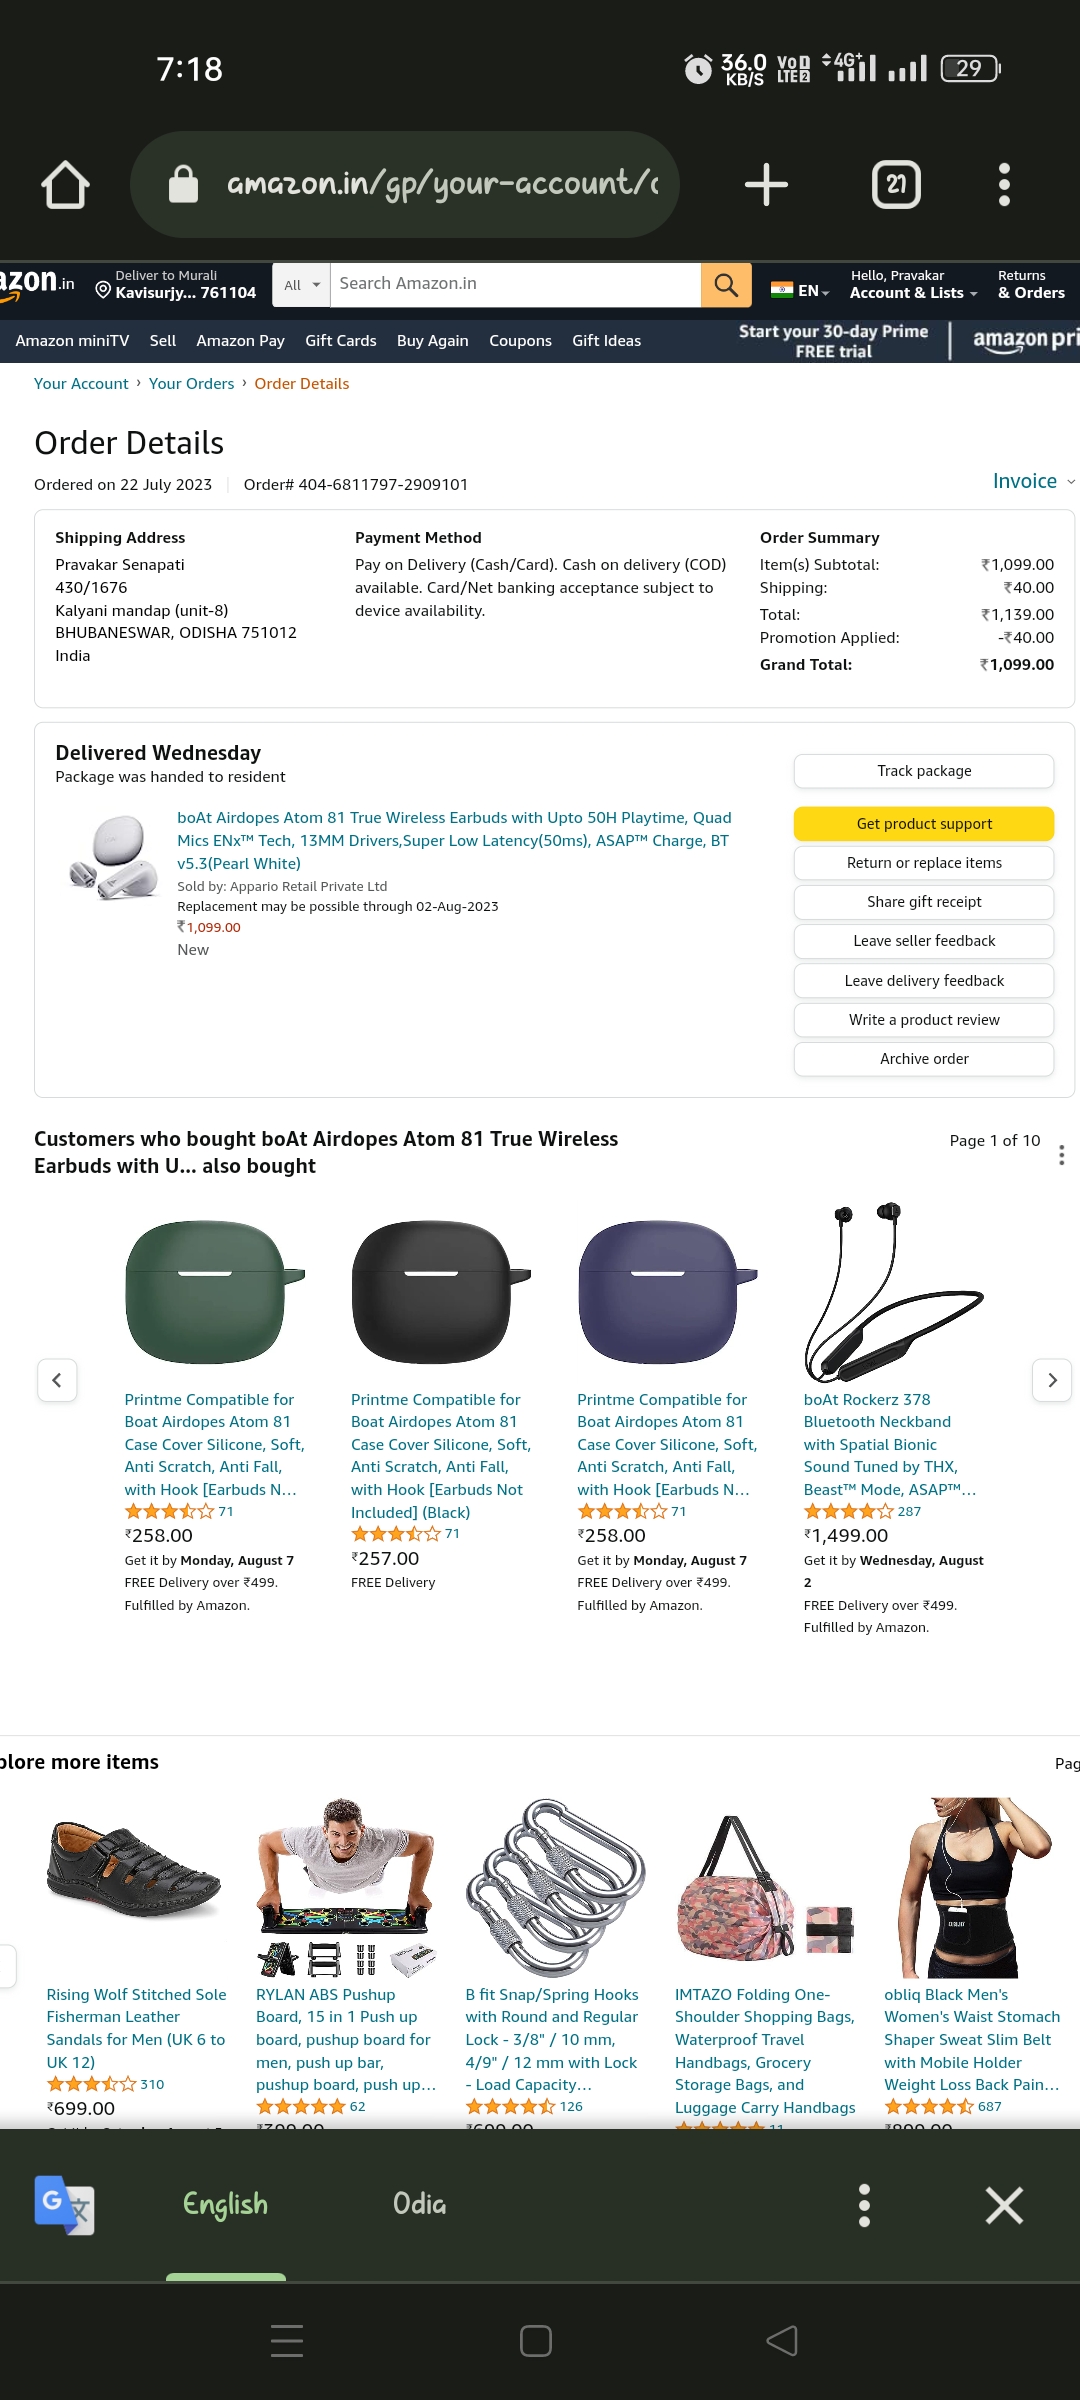 7:18
36.0 KB/S
Vo LTE 2
4G+
29
amazon.in/gp/your-account/
21
azon.in
Deliver to Murali
Kavisurjy... 761104
All
Search Amazon.in
EN
Hello, Pravakar
Account & Lists
Returns
& Orders
Amazon miniTV Sell Amazon Pay Gift Cards Buy Again Coupons Gift Ideas
Start your 30-day Prime
FREE trial
amazon pri
Your Account › Your Orders › Order Details
Order Details
Ordered on 22 July 2023 | Order# 404-6811797-2909101
Invoice
Shipping Address
Pravakar Senapati
430/1676
Kalyani mandap (unit-8)
BHUBANESWAR, ODISHA 751012
India
Payment Method
Pay on Delivery (Cash/Card). Cash on delivery (COD)
available. Card/Net banking acceptance subject to
device availability.
Order Summary
Item(s) Subtotal: ₹1,099.00
Shipping: ₹40.00
Total: ₹1,139.00
Promotion Applied: -₹40.00
Grand Total: ₹1,099.00
Delivered Wednesday
Package was handed to resident
boAt Airdopes Atom 81 True Wireless Earbuds with Upto 50H Playtime, Quad
Mics ENx™ Tech, 13MM Drivers,Super Low Latency(50ms), ASAP™ Charge, BT
v5.3(Pearl White)
Sold by: Appario Retail Private Ltd
Replacement may be possible through 02-Aug-2023
₹1,099.00
New
Track package
Get product support
Return or replace items
Share gift receipt
Leave seller feedback
Leave delivery feedback
Write a product review
Archive order
Customers who bought boAt Airdopes Atom 81 True Wireless
Earbuds with U... also bought
Page 1 of 10
Printme Compatible for
Boat Airdopes Atom 81
Case Cover Silicone, Soft,
Anti Scratch, Anti Fall,
with Hook [Earbuds N...
71
₹258.00
Get it by Monday, August 7
FREE Delivery over ₹499.
Fulfilled by Amazon.
Printme Compatible for
Boat Airdopes Atom 81
Case Cover Silicone, Soft,
Anti Scratch, Anti Fall,
with Hook [Earbuds Not
Included] (Black)
71
₹257.00
FREE Delivery
Printme Compatible for
Boat Airdopes Atom 81
Case Cover Silicone, Soft,
Anti Scratch, Anti Fall,
with Hook [Earbuds N...
71
₹258.00
Get it by Monday, August 7
FREE Delivery over ₹499.
Fulfilled by Amazon.
boAt Rockerz 378
Bluetooth Neckband
with Spatial Bionic
Sound Tuned by THX,
Beast™ Mode, ASAP™...
287
₹1,499.00
Get it by Wednesday, August
2
FREE Delivery over ₹499.
Fulfilled by Amazon.
plore more items
Pag
Rising Wolf Stitched Sole
Fisherman Leather
Sandals for Men (UK 6 to
UK 12)
310
₹699.00
RYLAN ABS Pushup
Board, 15 in 1 Push up
board, pushup board for
men, push up bar,
pushup board, push up...
62
B fit Snap/Spring Hooks
with Round and Regular
Lock - 3/8" / 10 mm,
4/9" / 12 mm with Lock
- Load Capacity...
126
IMTAZO Folding One-
Shoulder Shopping Bags,
Waterproof Travel
Handbags, Grocery
Storage Bags, and
Luggage Carry Handbags
11
obliq Black Men's
Women's Waist Stomach
Shaper Sweat Slim Belt
with Mobile Holder
Weight Loss Back Pain...
687
English
Odia